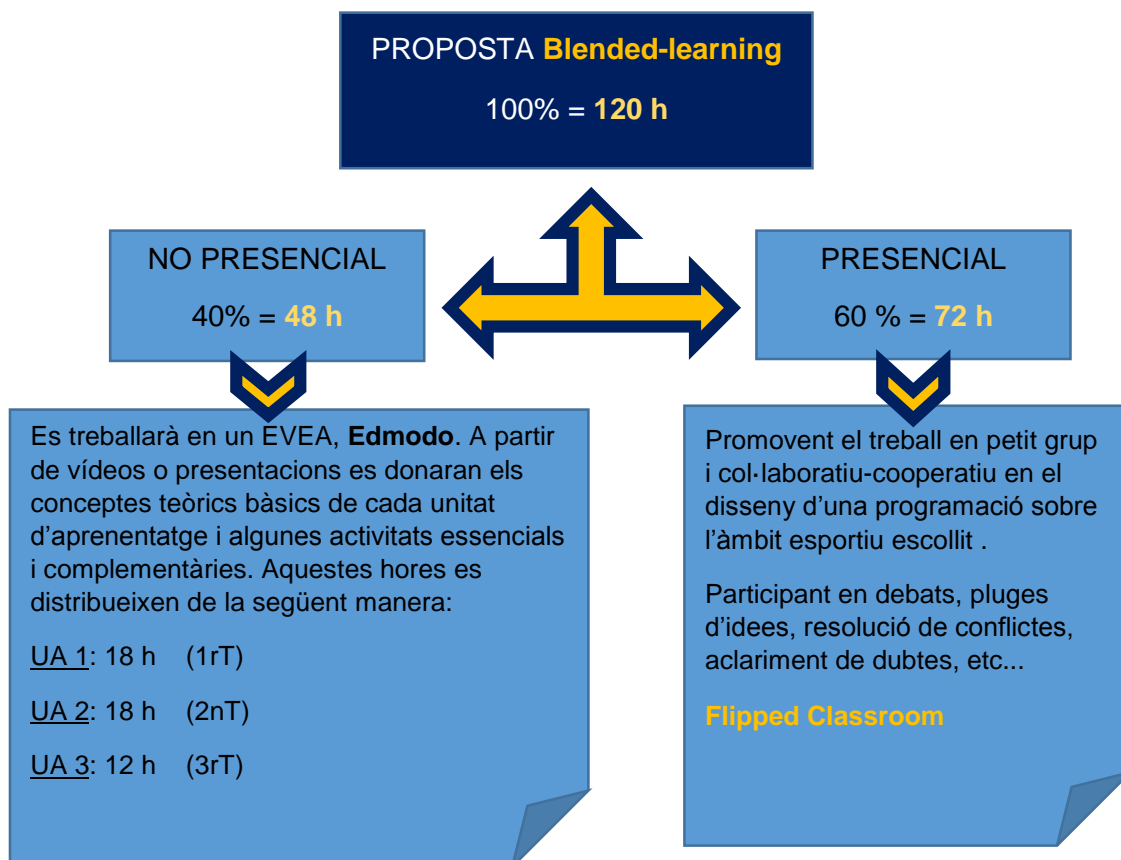 PROPOSTA Blended-learning
100% = 120 h
NO PRESENCIAL
40% = 48 h
PRESENCIAL
60 % = 72 h
Es treballarà en un EVEA, Edmodo. A partir
de vídeos o presentacions es donaran els
conceptes teòrics bàsics de cada unitat
d’aprenentatge i algunes activitats essencials
i complementàries. Aquestes hores es
distribueixen de la següent manera:
UA 1: 18 h (1rT)
UA 2: 18 h (2nT)
UA 3: 12 h (3rT)
Promovent el treball en petit grup
i col·laboratiu-cooperatiu en el
disseny d’una programació sobre
l’àmbit esportiu escollit .
Participant en debats, pluges
d’idees, resolució de conflictes,
aclariment de dubtes, etc...
Flipped Classroom